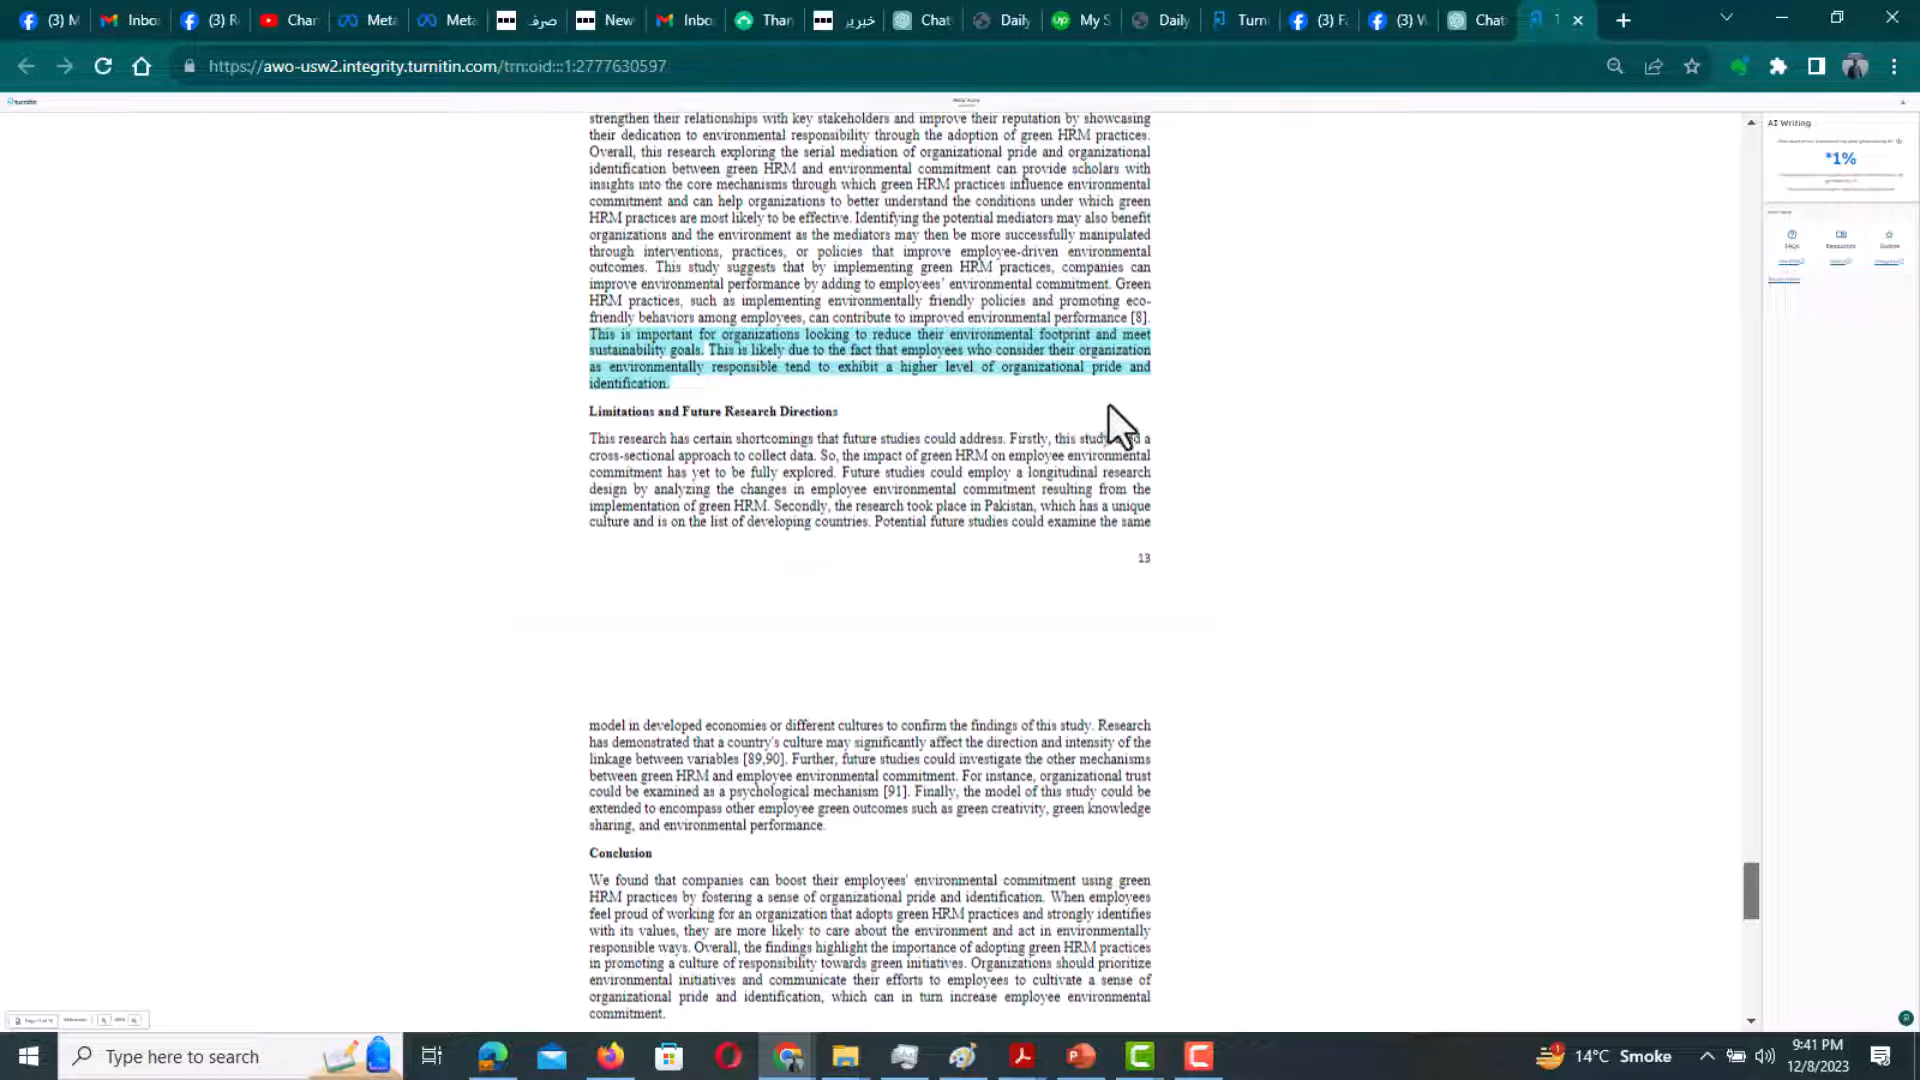 (3) M
Inbo
(3) R
Char
Meta
Meta
صرف
New
Inbo
Than
خبریر
Chat
Daily
My S
Daily
Turni
(3) Fa
(3) W
Chat
T
https://awo-usw2.integrity.turnitin.com/trn:oid:::1:2777630597
turnitin
AI Writing
*1%
FAQs
Resources
Guides
strengthen their relationships with key stakeholders and improve their reputation by showcasing
their dedication to environmental responsibility through the adoption of green HRM practices.
Overall, this research exploring the serial mediation of organizational pride and organizational
identification between green HRM and environmental commitment can provide scholars with
insights into the core mechanisms through which green HRM practices influence environmental
commitment and can help organizations to better understand the conditions under which green
HRM practices are most likely to be effective. Identifying the potential mediators may also benefit
organizations and the environment as the mediators may then be more successfully manipulated
through interventions, practices, or policies that improve employee-driven environmental
outcomes. This study suggests that by implementing green HRM practices, companies can
improve environmental performance by adding to employees' environmental commitment. Green
HRM practices, such as implementing environmentally friendly policies and promoting eco-
friendly behaviors among employees, can contribute to improved environmental performance [8].
This is important for organizations looking to reduce their environmental footprint and meet
sustainability goals. This is likely due to the fact that employees who consider their organization
as environmentally responsible tend to exhibit a higher level of organizational pride and
identification.
Limitations and Future Research Directions
This research has certain shortcomings that future studies could address. Firstly, this study a
cross-sectional approach to collect data. So, the impact of green HRM on employee environmental
commitment has yet to be fully explored. Future studies could employ a longitudinal research
design by analyzing the changes in employee environmental commitment resulting from the
implementation of green HRM. Secondly, the research took place in Pakistan, which has a unique
culture and is on the list of developing countries. Potential future studies could examine the same
13
model in developed economies or different cultures to confirm the findings of this study. Research
has demonstrated that a country's culture may significantly affect the direction and intensity of the
linkage between variables [89,90]. Further, future studies could investigate the other mechanisms
between green HRM and employee environmental commitment. For instance, organizational trust
could be examined as a psychological mechanism [91]. Finally, the model of this study could be
extended to encompass other employee green outcomes such as green creativity, green knowledge
sharing, and environmental performance.
Conclusion
We found that companies can boost their employees' environmental commitment using green
HRM practices by fostering a sense of organizational pride and identification. When employees
feel proud of working for an organization that adopts green HRM practices and strongly identifies
with its values, they are more likely to care about the environment and act in environmentally
responsible ways. Overall, the findings highlight the importance of adopting green HRM practices
in promoting a culture of responsibility towards green initiatives. Organizations should prioritize
environmental initiatives and communicate their efforts to employees to cultivate a sense of
organizational pride and identification, which can in turn increase employee environmental
commitment.
Type here to search
14°C Smoke
9:41 PM
12/8/2023